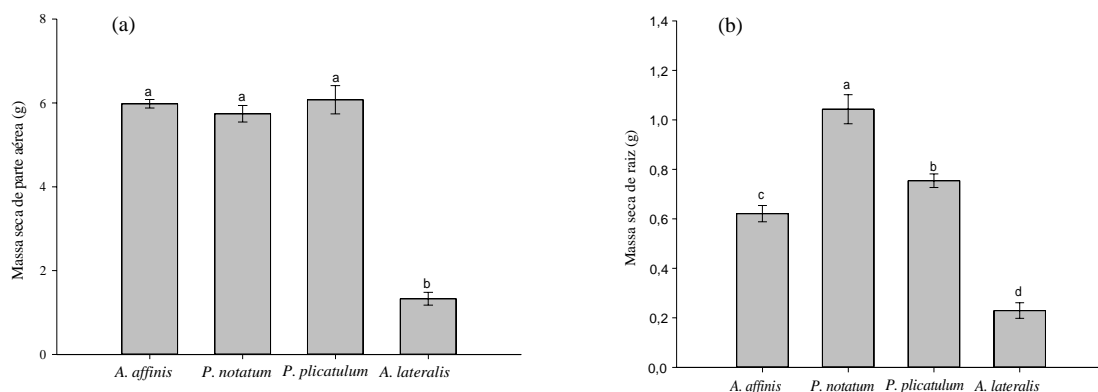 (a)
Massa seca de parte aérea (g)
8
6
4
2
0
a
a
a
b
A. affinis P. notatum P. plicatulum A. lateralis
(b)
Massa seca de raiz (g)
1,4
1,2
1,0
0,8
0,6
0,4
0,2
0,0
c
a
b
d
A. affinis P. notatum P. plicatulum A. lateralis